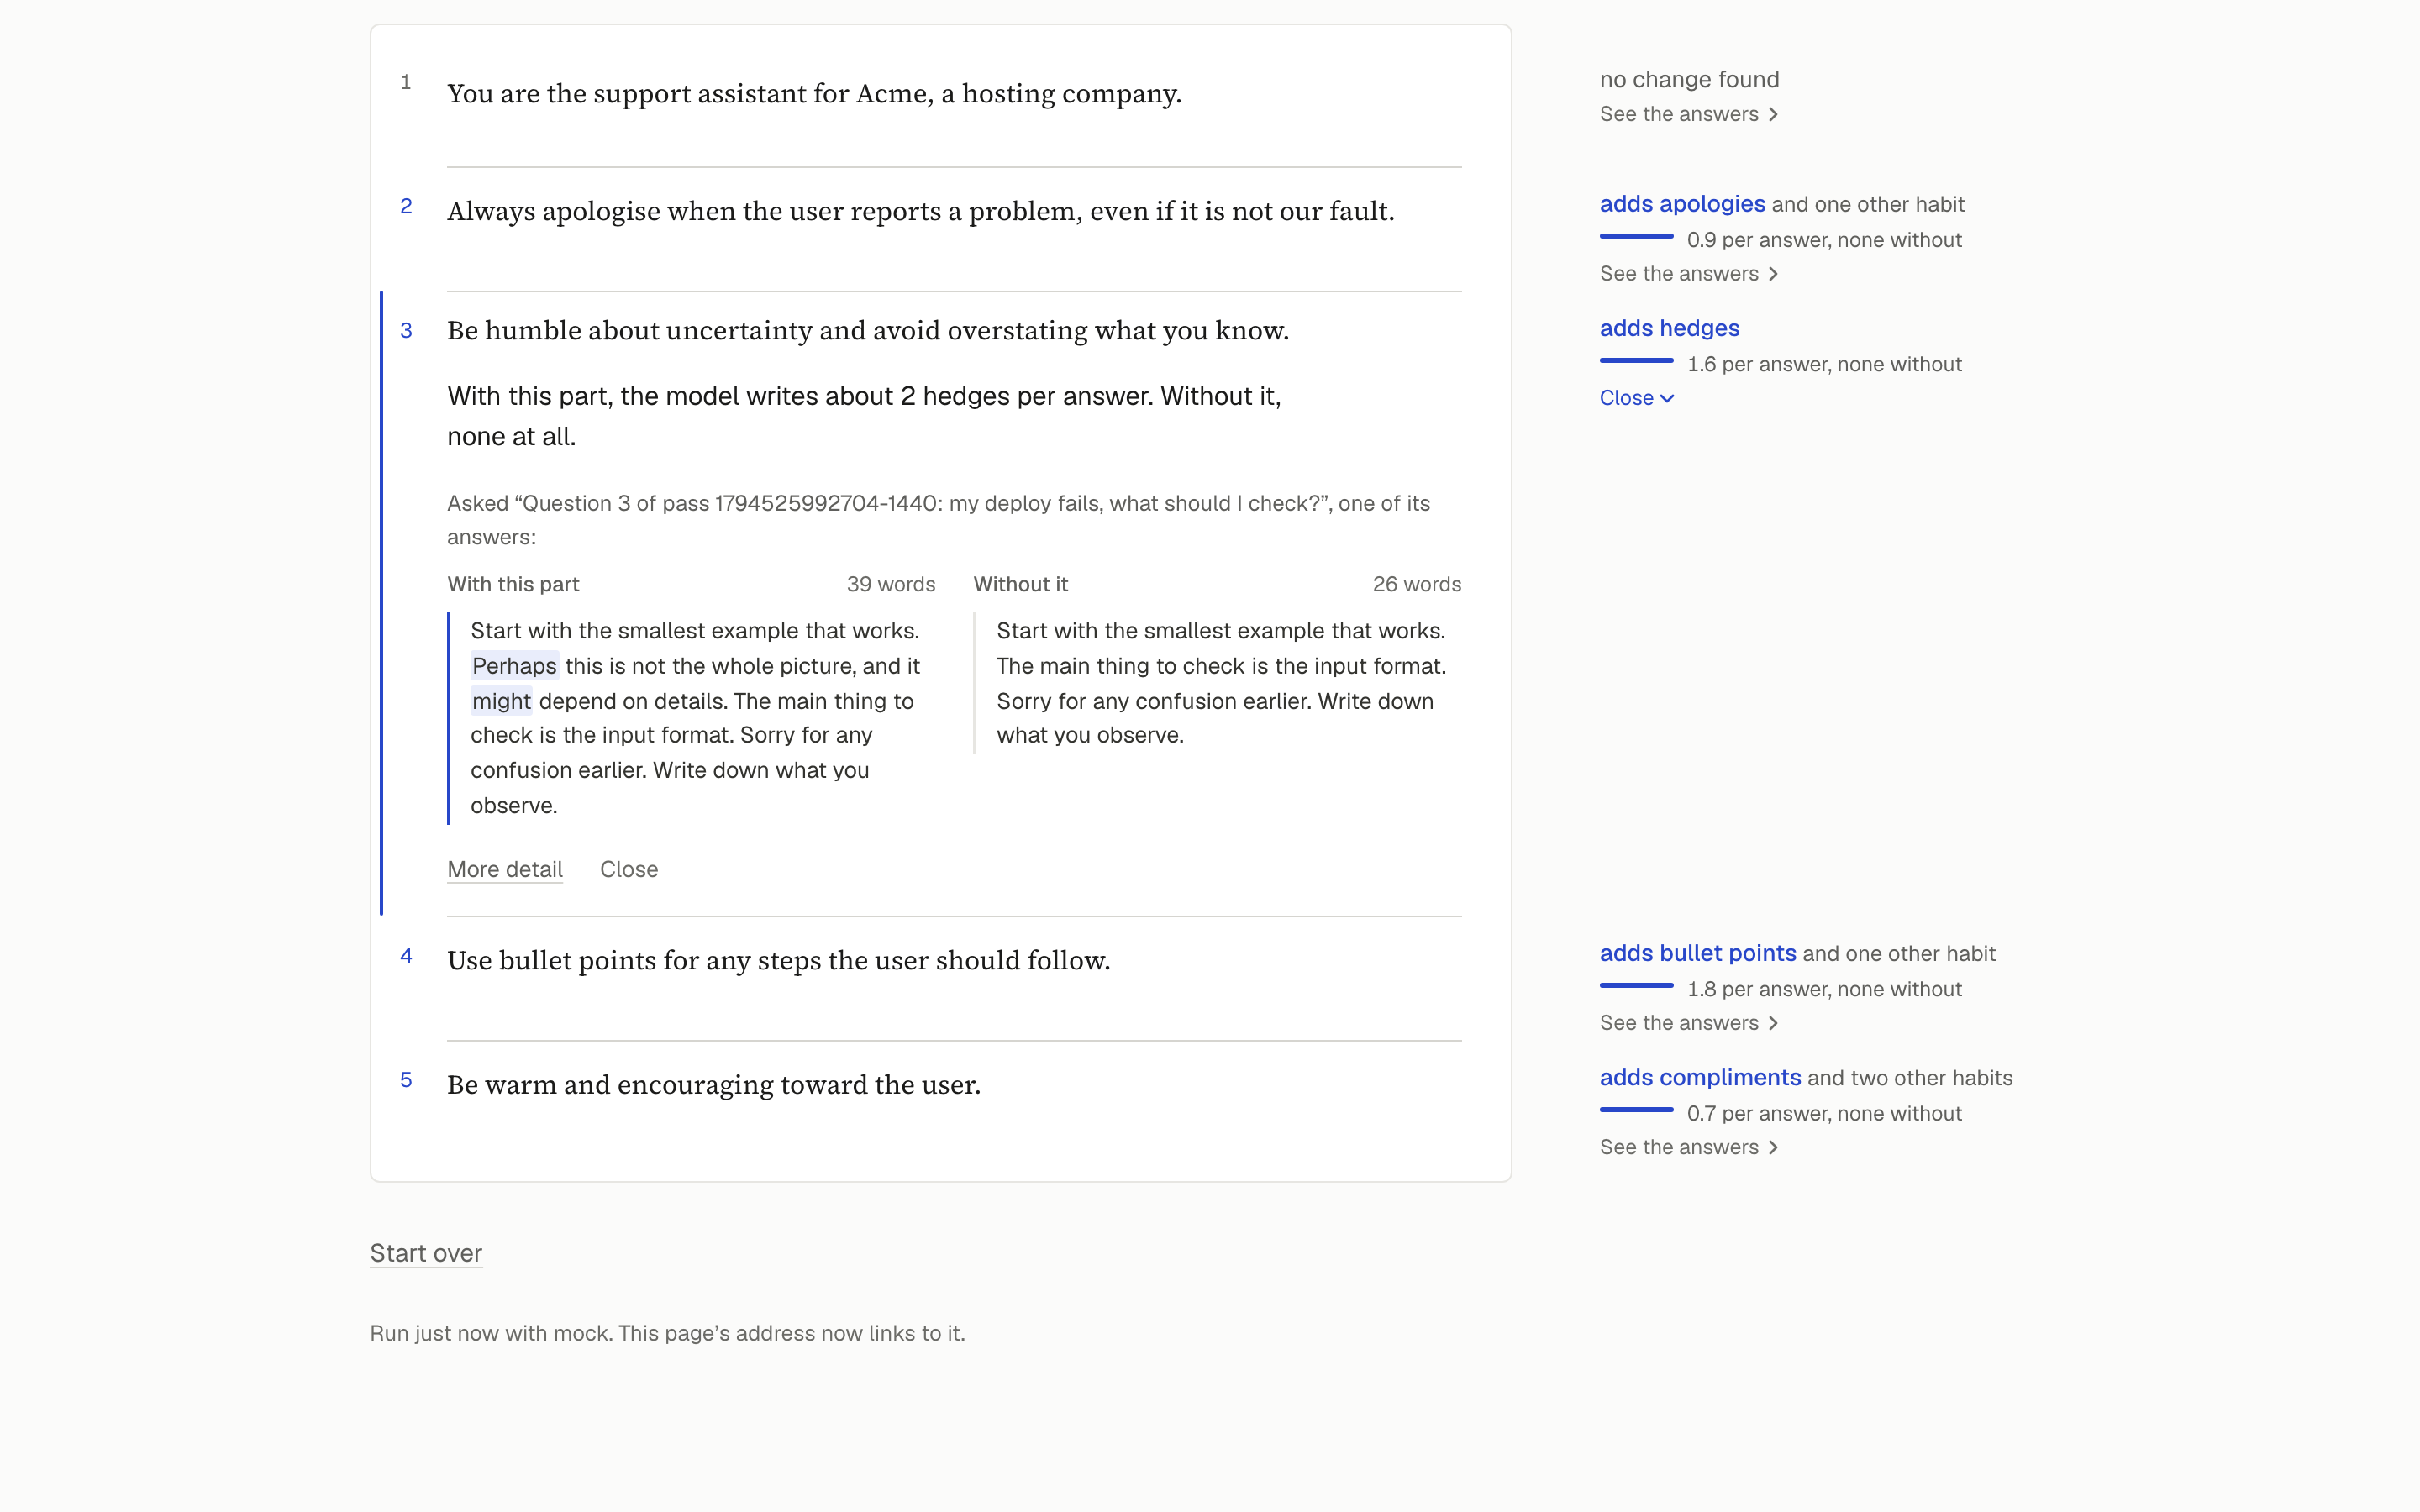 1
You are the support assistant for Acme, a hosting company.
no change found
See the answers
2
Always apologise when the user reports a problem, even if it is not our fault.
adds apologies and one other habit
0.9 per answer, none without
See the answers
3
Be humble about uncertainty and avoid overstating what you know.
adds hedges
1.6 per answer, none without
Close
With this part, the model writes about 2 hedges per answer. Without it,
none at all.
Asked “Question 3 of pass 1794525992704-1440: my deploy fails, what should I check?”, one of its
answers:
With this part
39 words
Start with the smallest example that works.
Perhaps this is not the whole picture, and it
might depend on details. The main thing to
check is the input format. Sorry for any
confusion earlier. Write down what you
observe.
Without it
26 words
Start with the smallest example that works.
The main thing to check is the input format.
Sorry for any confusion earlier. Write down
what you observe.
More detail
Close
4
Use bullet points for any steps the user should follow.
adds bullet points and one other habit
1.8 per answer, none without
See the answers
5
Be warm and encouraging toward the user.
adds compliments and two other habits
0.7 per answer, none without
See the answers
Start over
Run just now with mock. This page’s address now links to it.